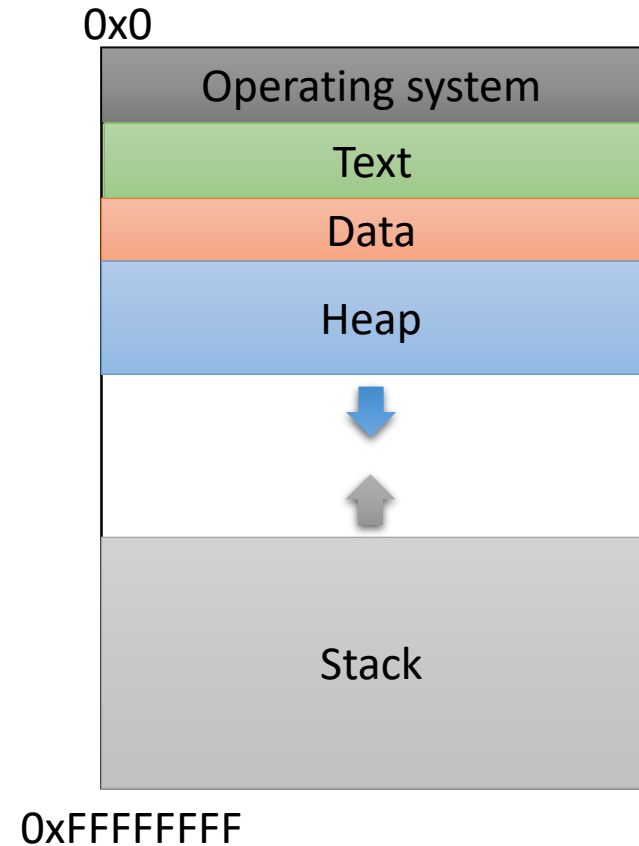 0x0
Operating system
Text
Data
Heap
Stack
0xFFFFFFFF